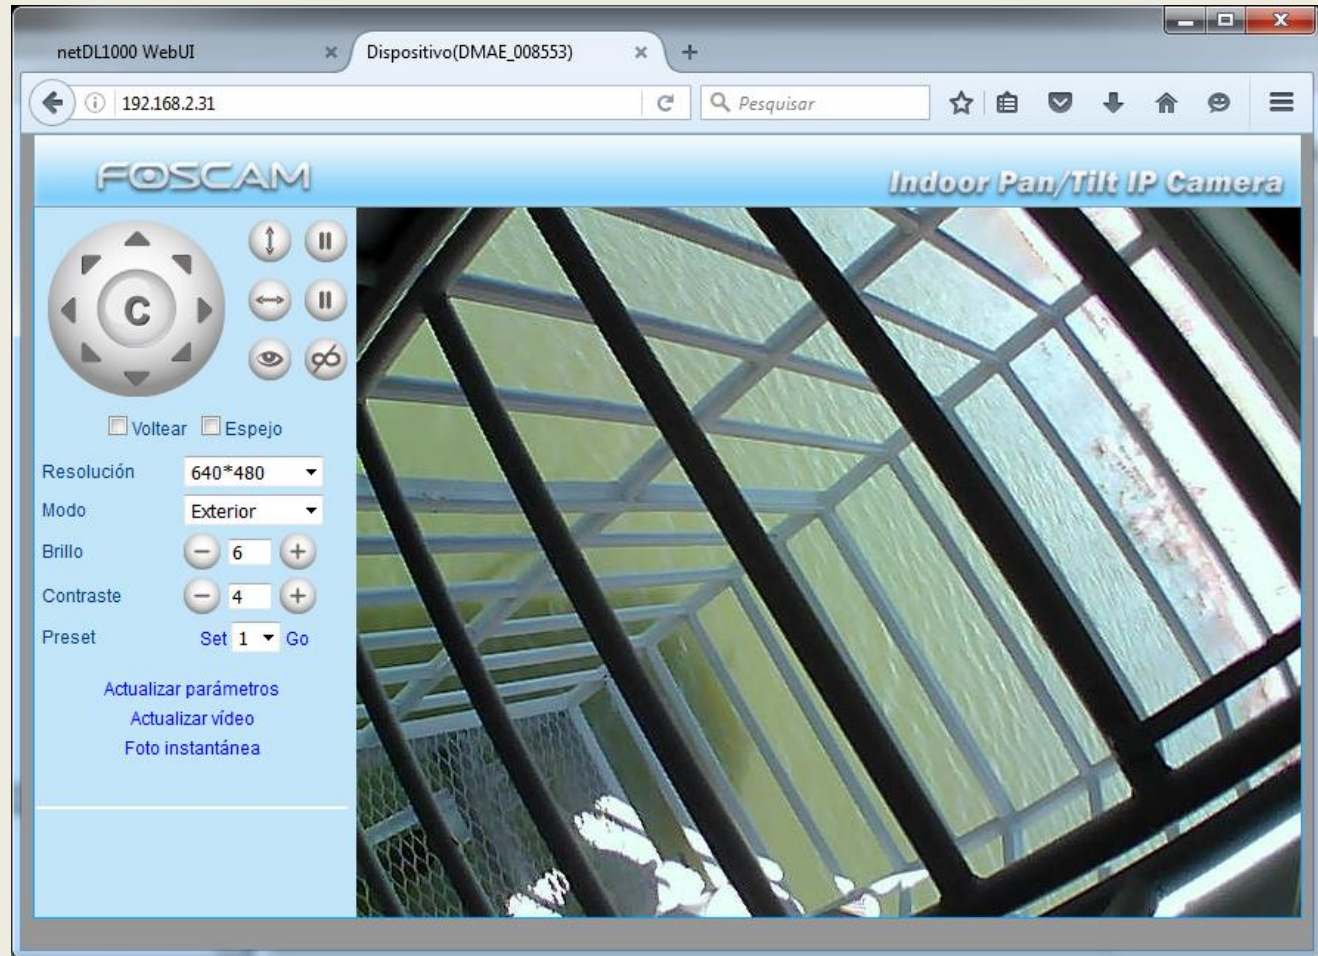 netDL1000 WebUI
Dispositivo(DMAE_008553)
192.168.2.31
Pesquisar
FOSCAM
Indoor Pan/Tilt IP Camera
C
Voltear Espejo
Resolución 640*480
Modo Exterior
Brillo 6
Contraste 4
Preset Set 1 Go
Actualizar parámetros
Actualizar vídeo
Foto instantánea